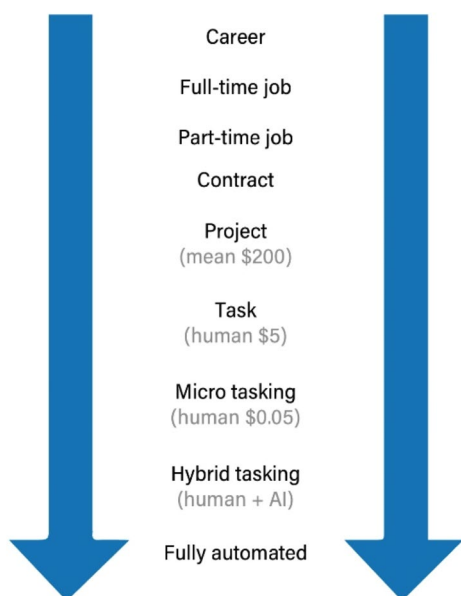 Career
Full-time job
Part-time job
Contract
Project
(mean $200)
Task
(human $5)
Micro tasking
(human $0.05)
Hybrid tasking
(human + AI)
Fully automated